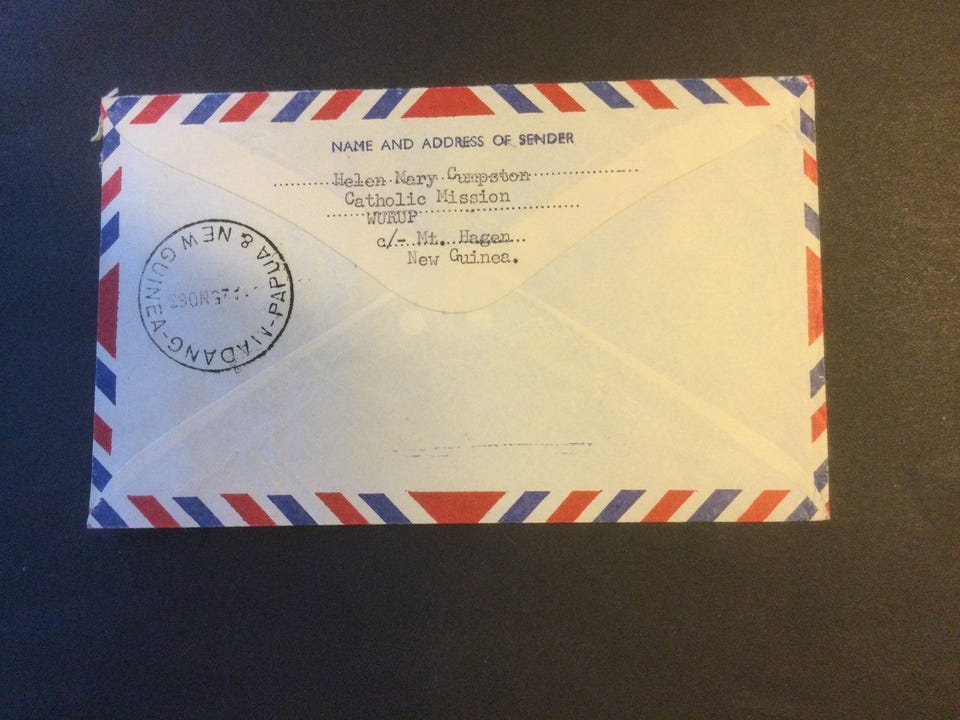 NAME AND ADDRESS OF SENDER
Helen Mary Cumpston
Catholic Mission
WURUP
c/- Mt. Hagen
New Guinea.
MADANG-PAPUA & NEW GUINEA-